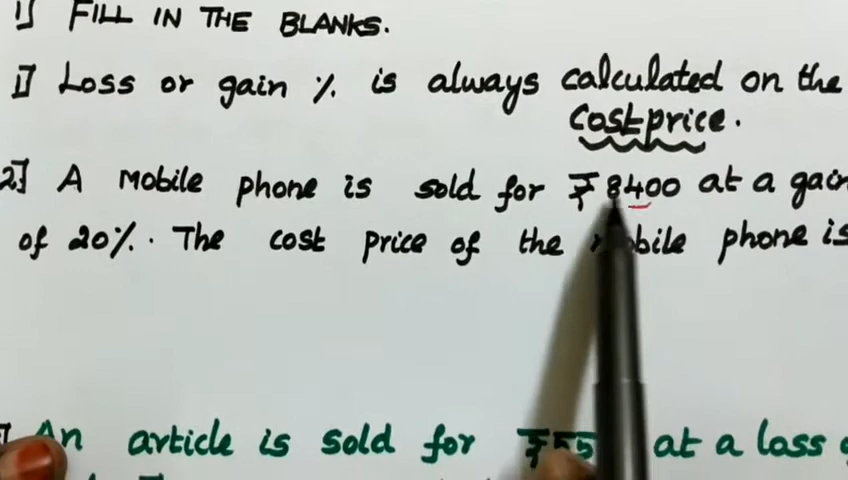 1] FILL IN THE BLANKS.
1] Loss or gain % is always calculated on the
cost price.
2] A Mobile phone is sold for ₹ 8400 at a gain
of 20%. The cost price of the mobile phone is
An article is sold for ₹ 55 at a loss